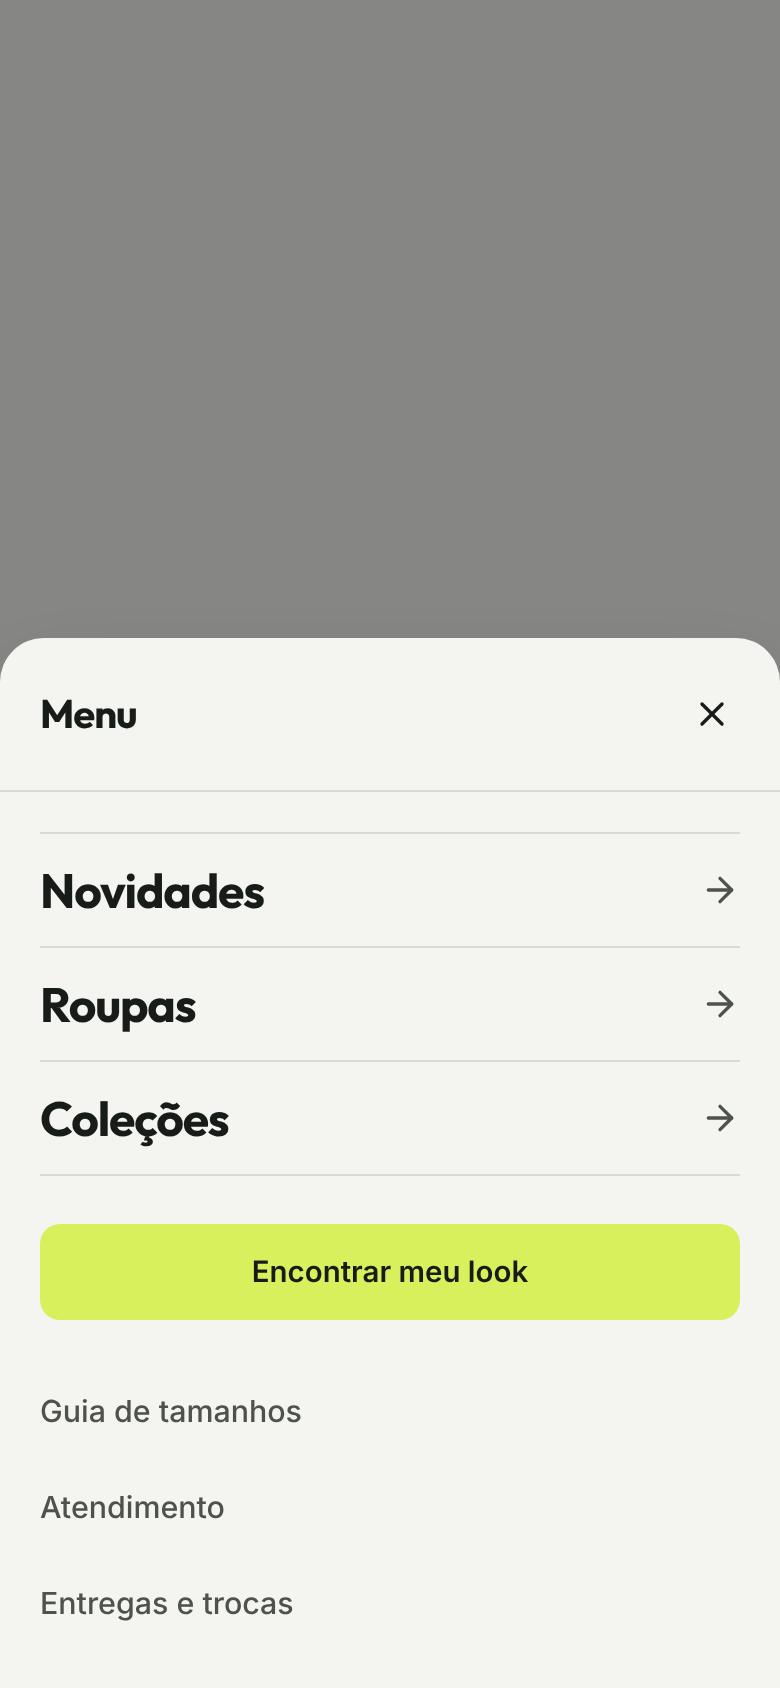 Menu
Novidades
Roupas
Coleções
Encontrar meu look
Guia de tamanhos
Atendimento
Entregas e trocas